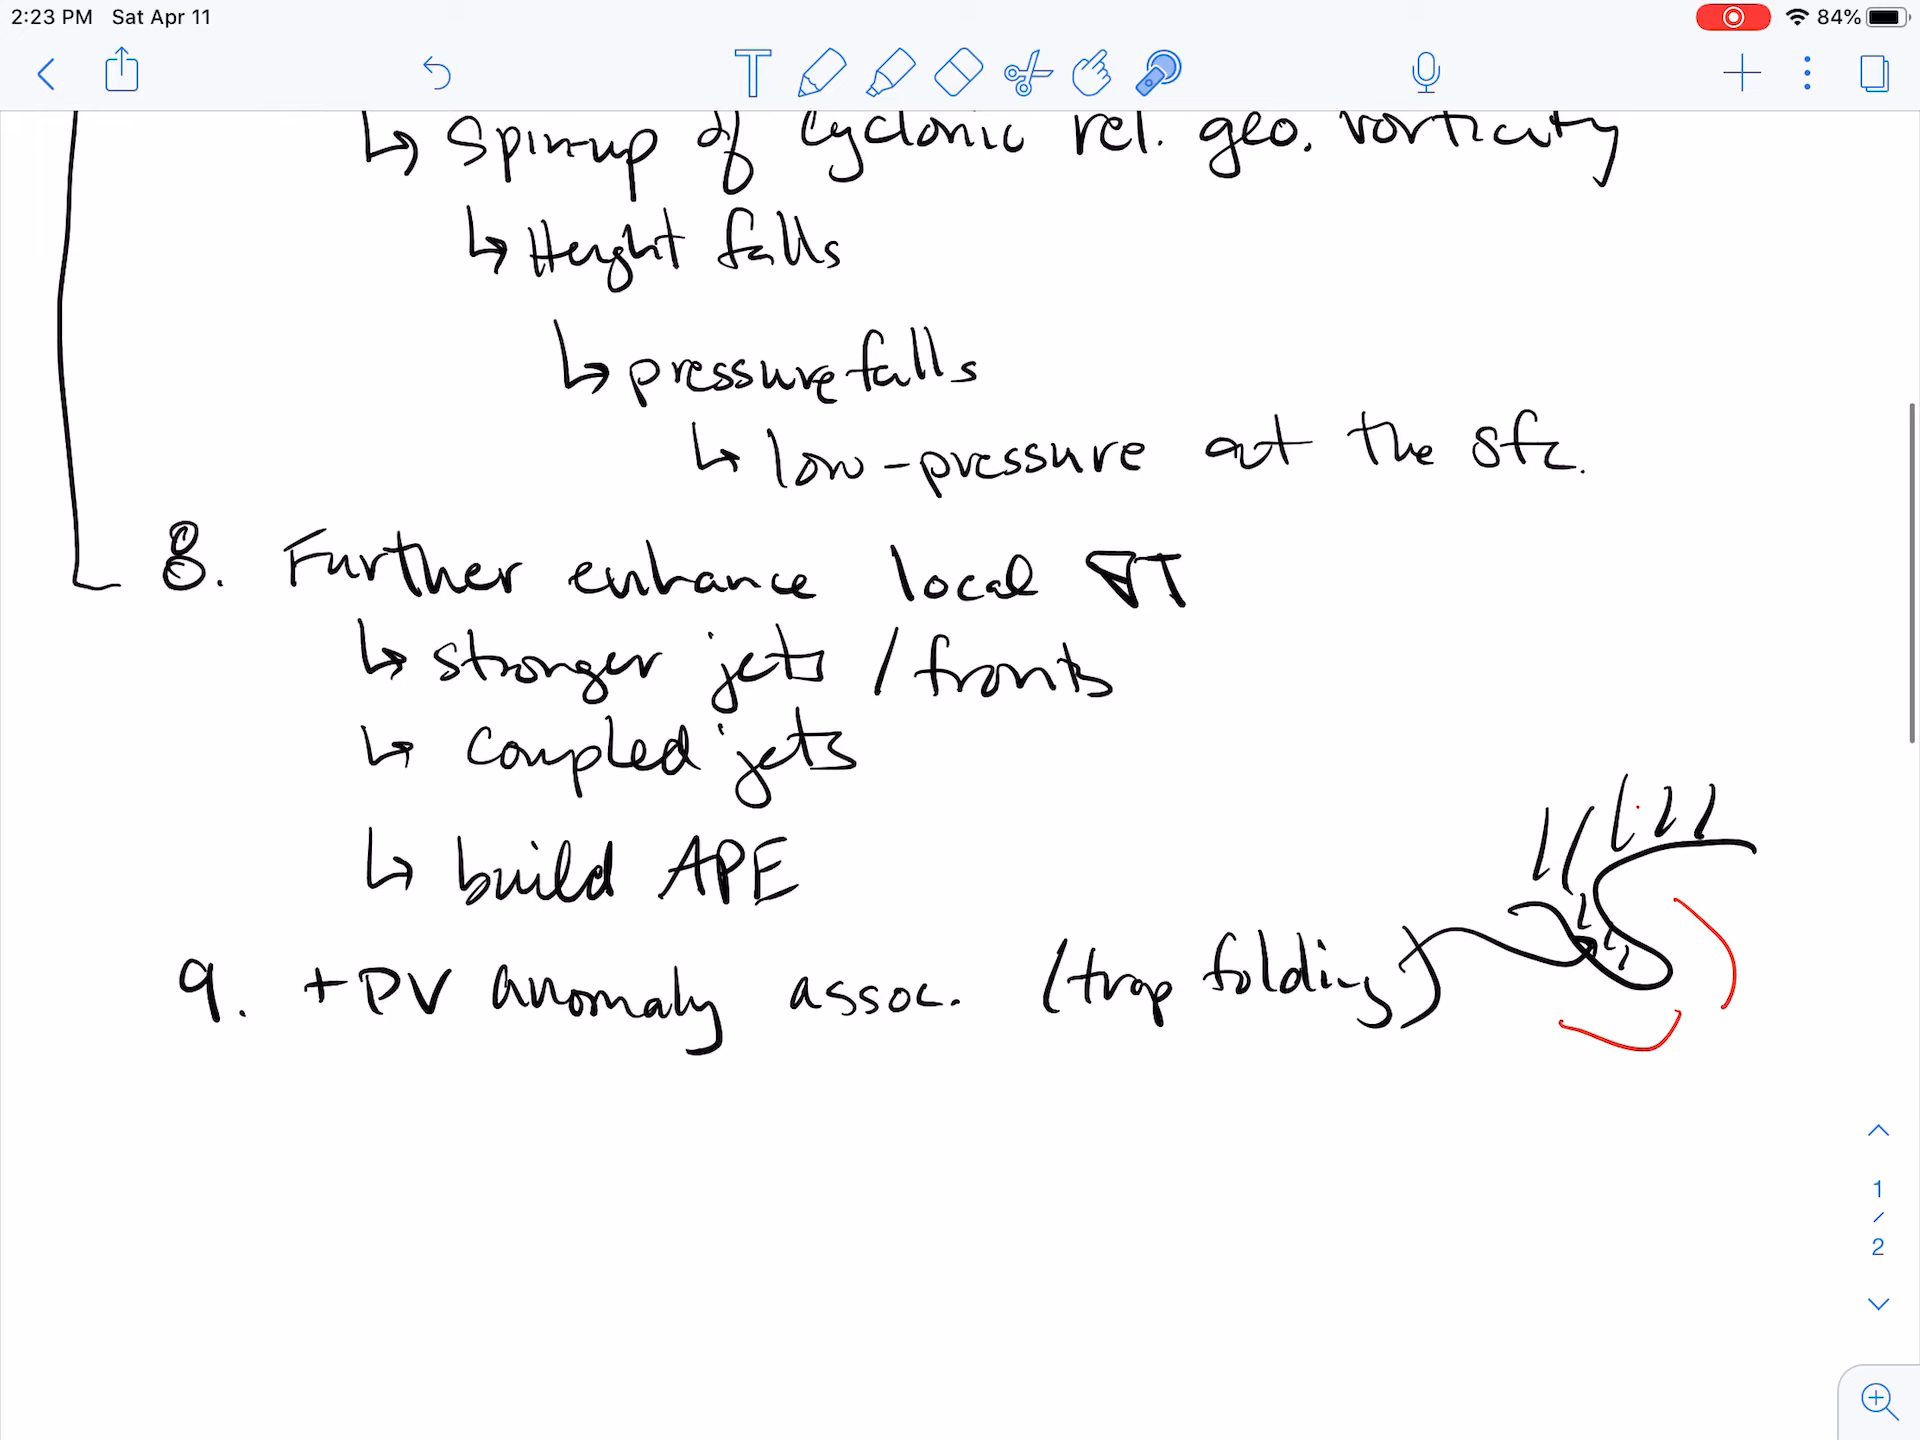 2:23 PM Sat Apr 11 84%
↳ Spin-up of cyclonic rel. geo. vorticity
↳ Height falls
↳ pressure falls
↳ low-pressure at the sfc.
8. Further enhance local ∇T
↳ stronger jets / fronts
↳ coupled jets
↳ build APE
9. +PV anomaly assoc. (trop folding)
1
/
2